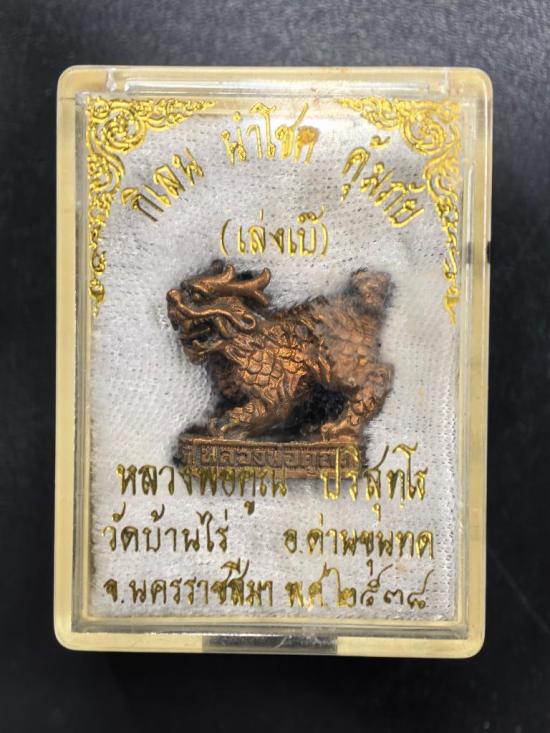 กิเลน นำโชค คุ้มภัย
(เล่งเบ๊)
หลวงพ่อคูณ
หลวงพ่อคูณ ปริสุทฺโธ
วัดบ้านไร่ อ.ด่านขุนทด
จ.นครราชสีมา พ.ศ.๒๕๓๘